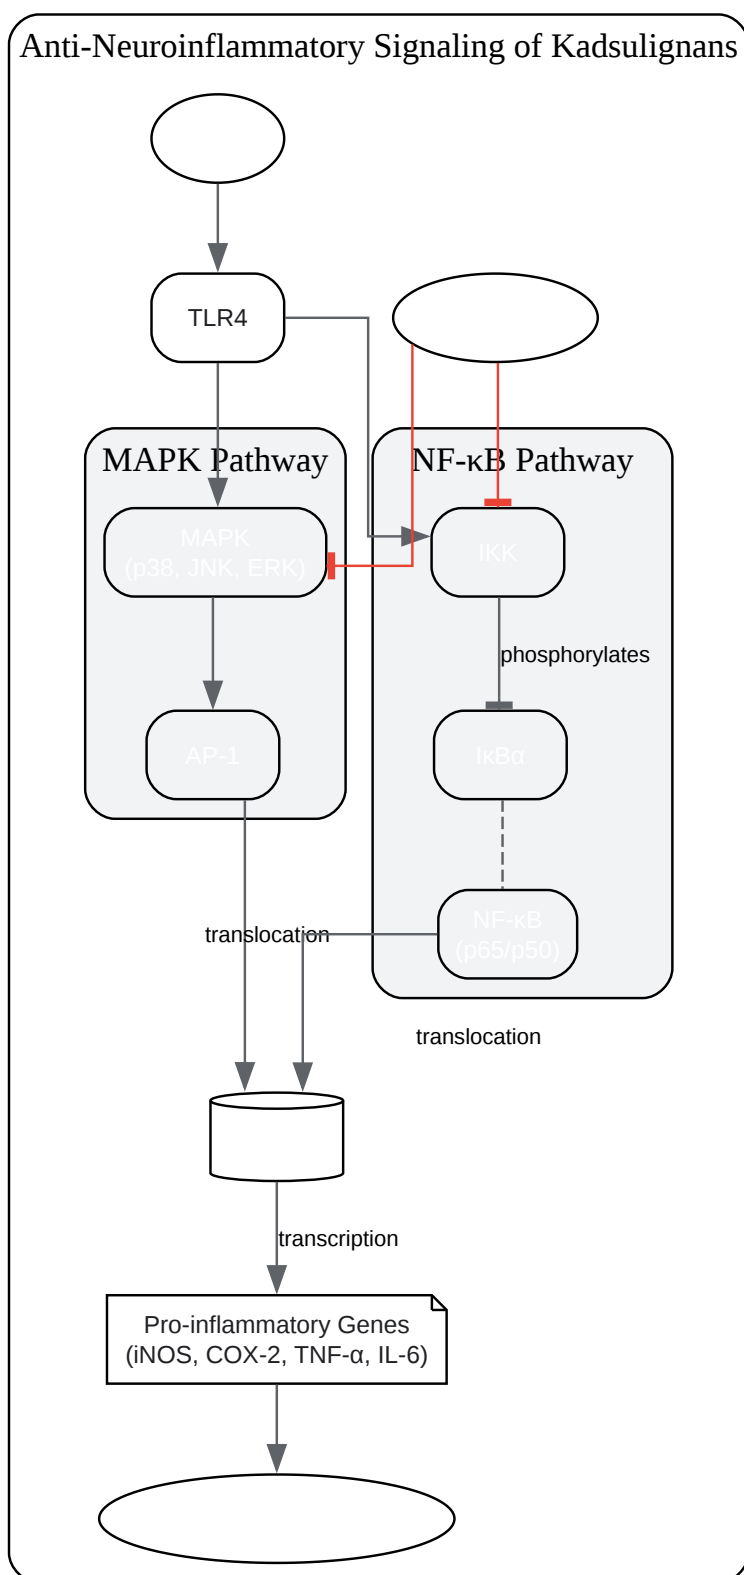 Anti-Neuroinflammatory Signaling of Kadsulignans
TLR4
MAPK Pathway
NF-κB Pathway
MAPK
(p38, JNK, ERK)
IKK
phosphorylates
AP-1
IκBα
NF-κB
(p65/p50)
translocation
translocation
transcription
Pro-inflammatory Genes
(iNOS, COX-2, TNF-α, IL-6)